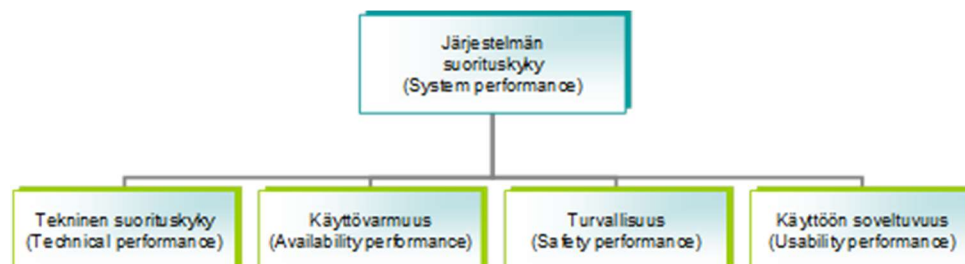 Järjestelmän
suorituskyky
(System performance)
Tekninen suorituskyky
(Technical performance)
Käyttövarmuus
(Availability performance)
Turvallisuus
(Safety performance)
Käyttöön soveltuvuus
(Usability performance)